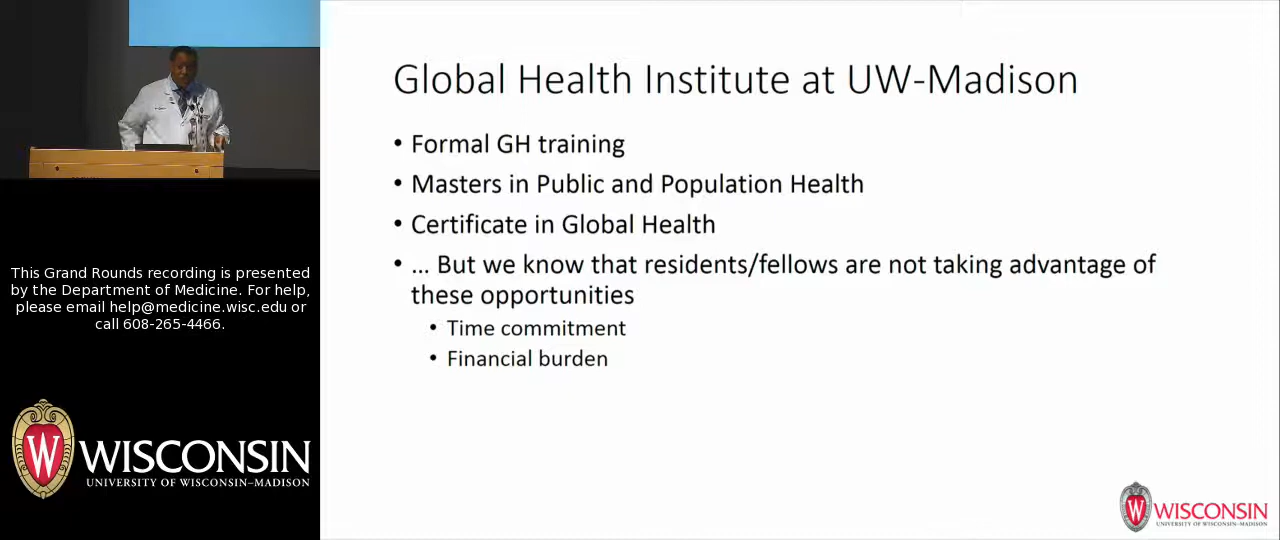 Global Health Institute at UW-Madison
• Formal GH training
• Masters in Public and Population Health
• Certificate in Global Health
• ... But we know that residents/fellows are not taking advantage of
these opportunities
• Time commitment
• Financial burden
This Grand Rounds recording is presented
by the Department of Medicine. For help,
please email help@medicine.wisc.edu or
call 608-265-4466.
W
WISCONSIN
UNIVERSITY OF WISCONSIN–MADISON
W
WISCONSIN
UNIVERSITY OF WISCONSIN–MADISON